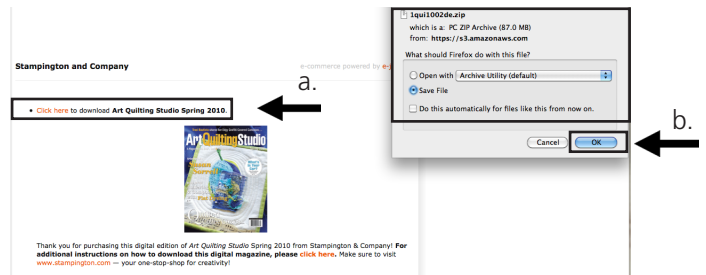 1qui1002de.zip
which is a: PC ZIP Archive (87.0 MB)
from: https://s3.amazonaws.com
What should Firefox do with this file?
Open with Archive Utility (default)
Save File
Do this automatically for files like this from now on.
Cancel OK
b.
Stampington and Company
e-commerce powered by e-j
a.
• Click here to download Art Quilting Studio Spring 2010.
Art Quilting Studio
Thank you for purchasing this digital edition of Art Quilting Studio Spring 2010 from Stampington & Company! For
additional instructions on how to download this digital magazine, please click here. Make sure to visit
www.stampington.com — your one-stop-shop for creativity!